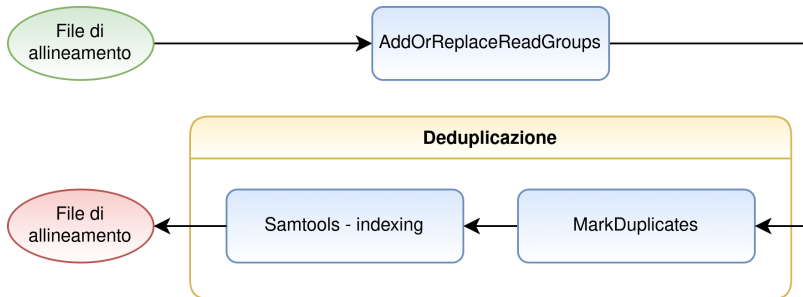 File di
allineamento
AddOrReplaceReadGroups
Deduplicazione
File di
allineamento
Samtools - indexing
MarkDuplicates